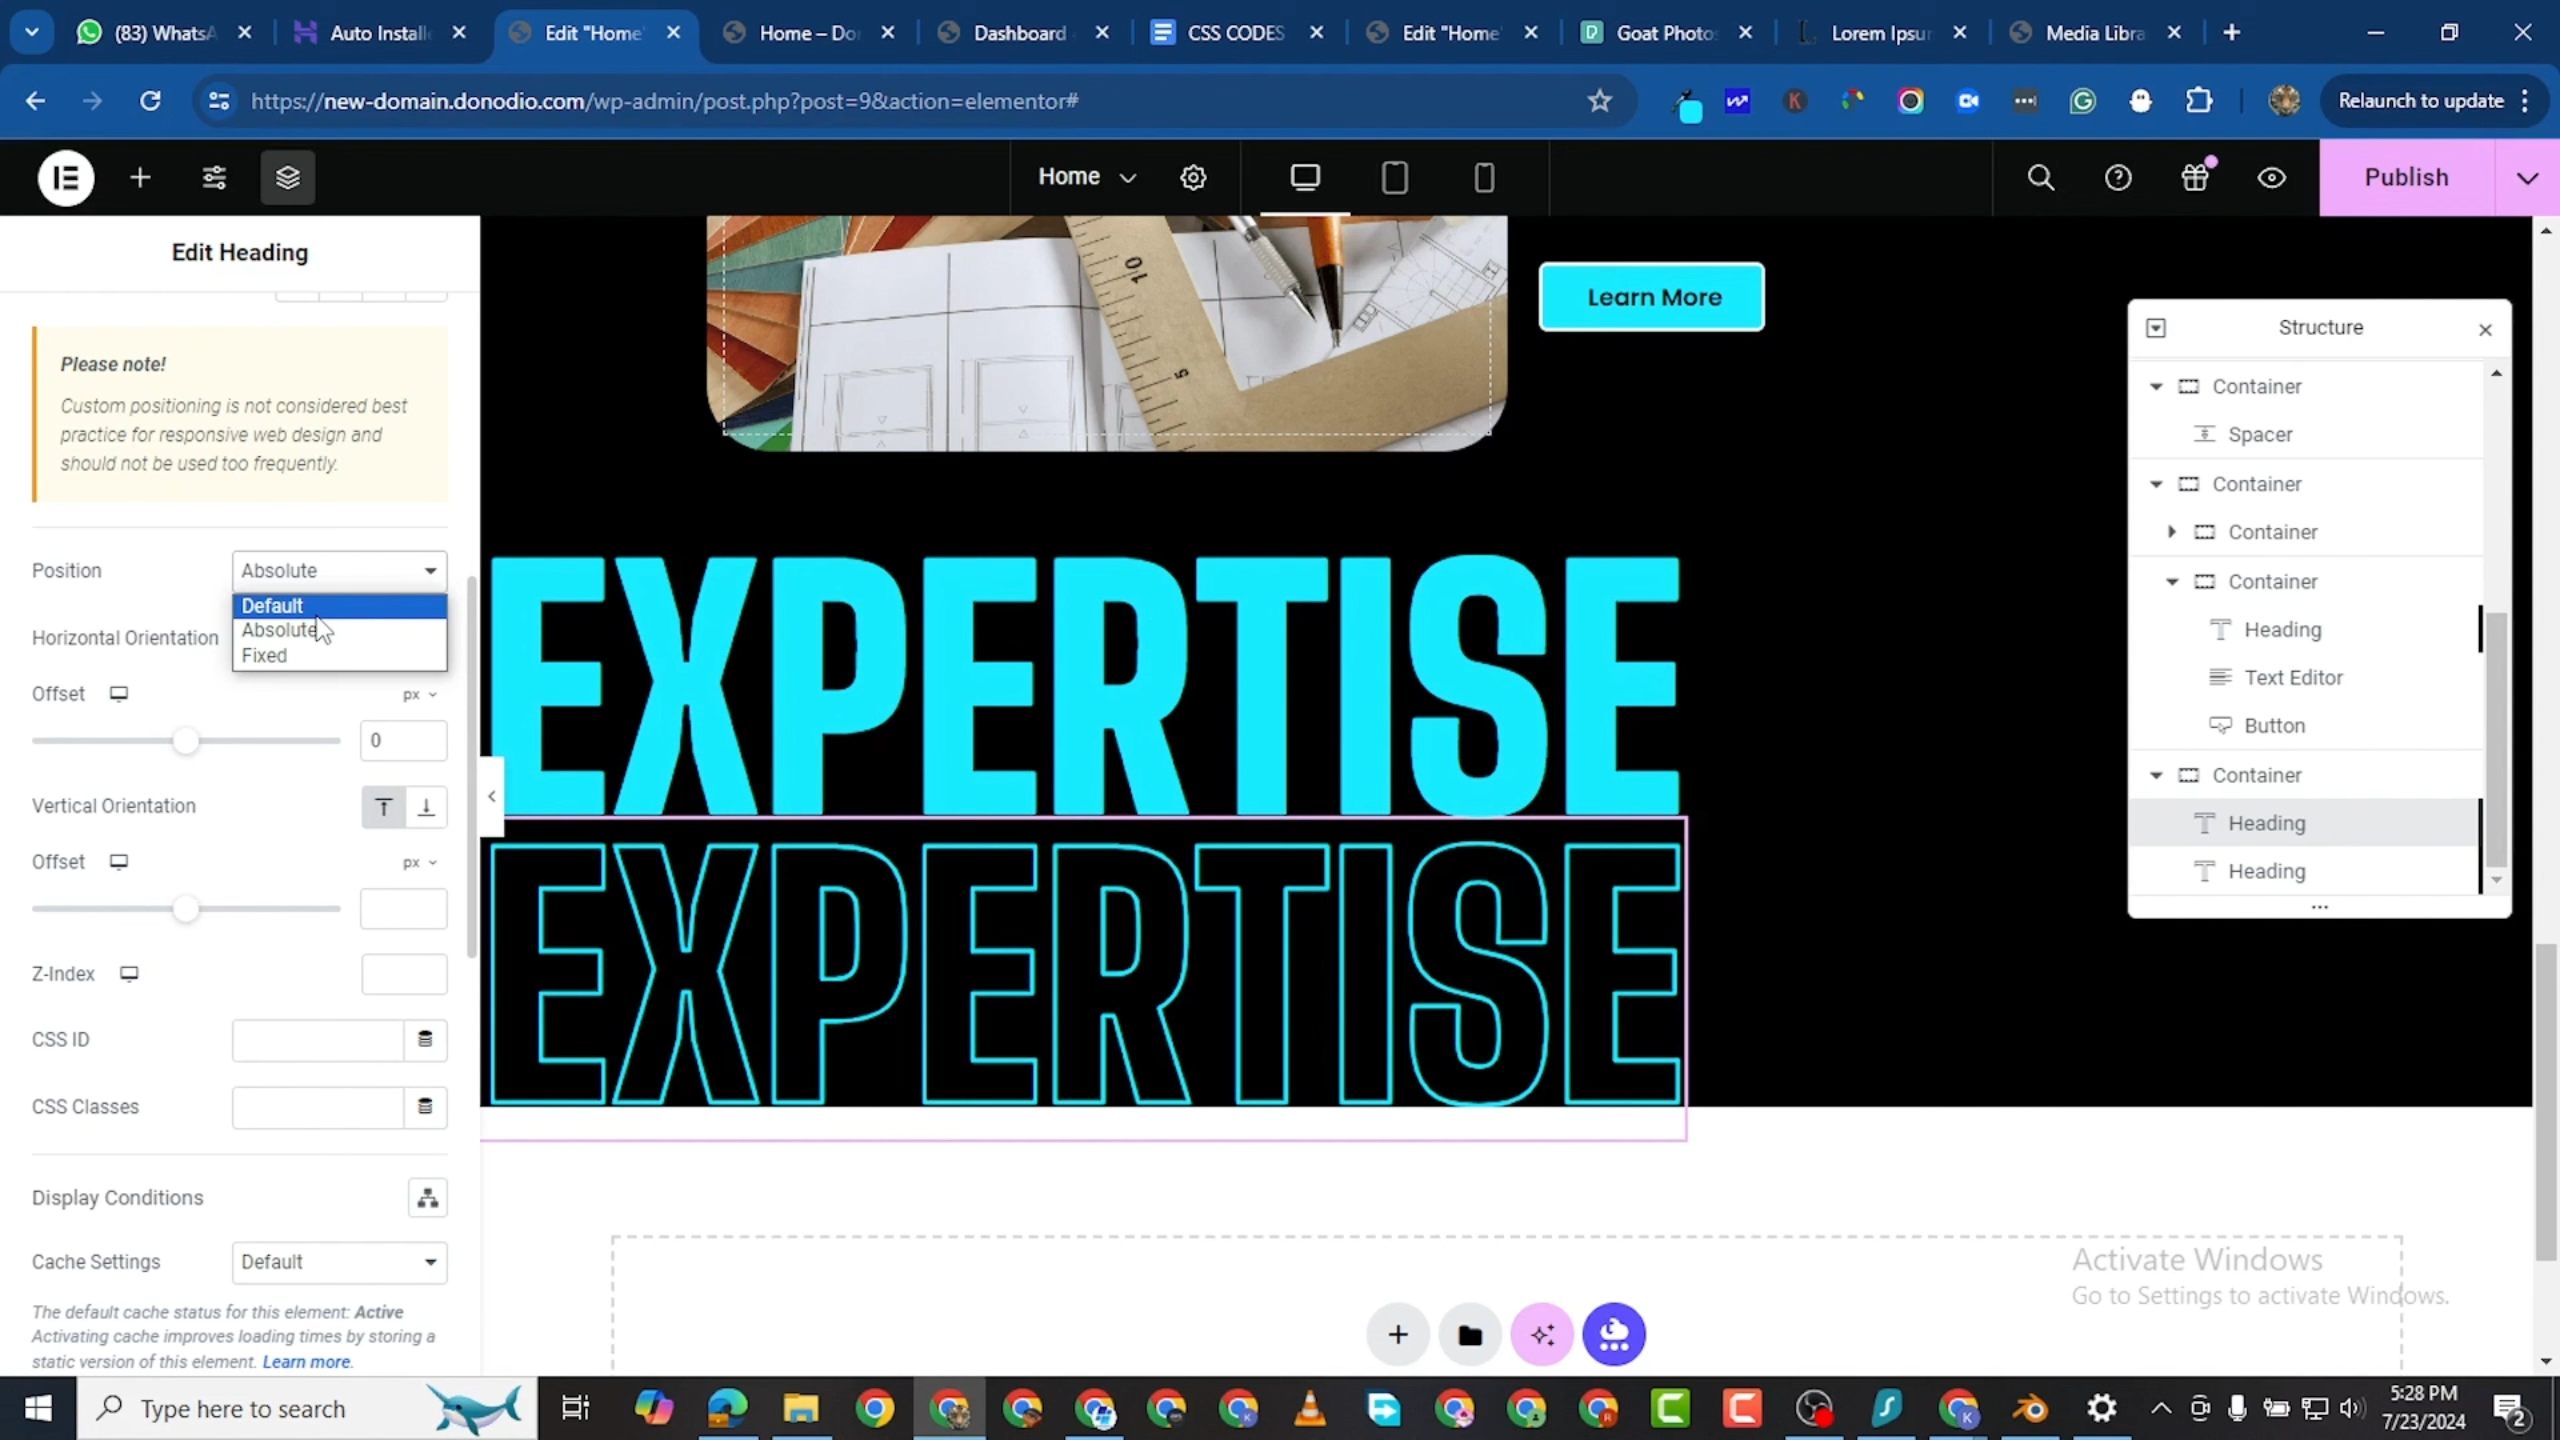 (83) WhatsA
Auto Installe
Edit "Home"
Home – Do
Dashboard
CSS CODES
Edit "Home"
Goat Photo
Lorem Ipsu
Media Libra
https://new-domain.donodio.com/wp-admin/post.php?post=9&action=elementor#
Relaunch to update
Home
Publish
Edit Heading
Please note!
Custom positioning is not considered best
practice for responsive web design and
should not be used too frequently.
Position
Absolute
Default
Absolute
Fixed
Horizontal Orientation
Offset
px
0
Vertical Orientation
Offset
px
Z-Index
CSS ID
CSS Classes
Display Conditions
Cache Settings
Default
The default cache status for this element: Active
Activating cache improves loading times by storing a
static version of this element. Learn more.
10
5
Learn More
EXPERTISE
EXPERTISE
Structure
Container
Spacer
Container
Container
Container
Heading
Text Editor
Button
Container
Heading
Heading
Activate Windows
Go to Settings to activate Windows.
Type here to search
5:28 PM
7/23/2024
2